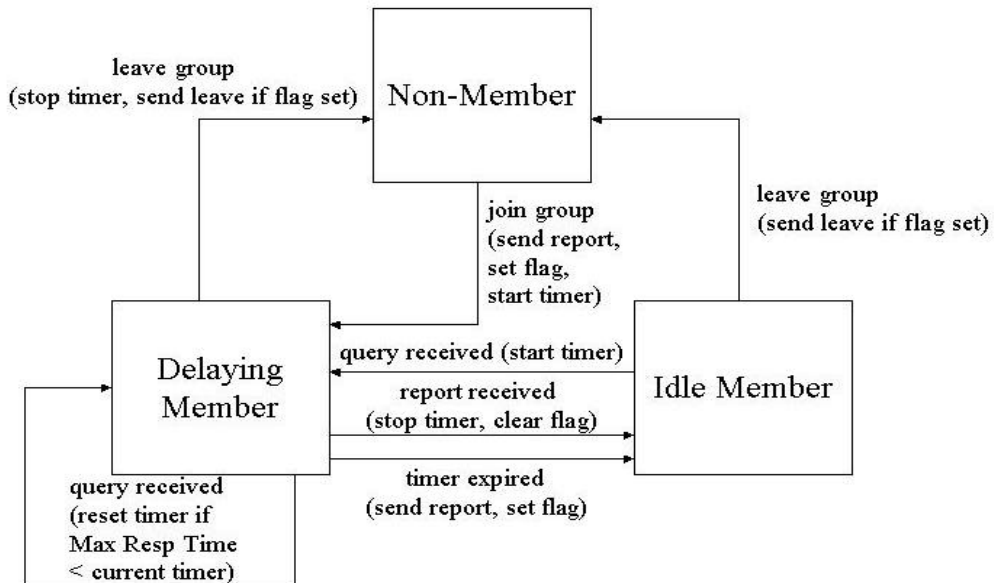 leave group
(stop timer, send leave if flag set)
Non-Member
leave group
(send leave if flag set)
join group
(send report,
set flag,
start timer)
Delaying
Member
query received (start timer)
report received
(stop timer, clear flag)
timer expired
(send report, set flag)
Idle Member
query received
(reset timer if
Max Resp Time
< current timer)